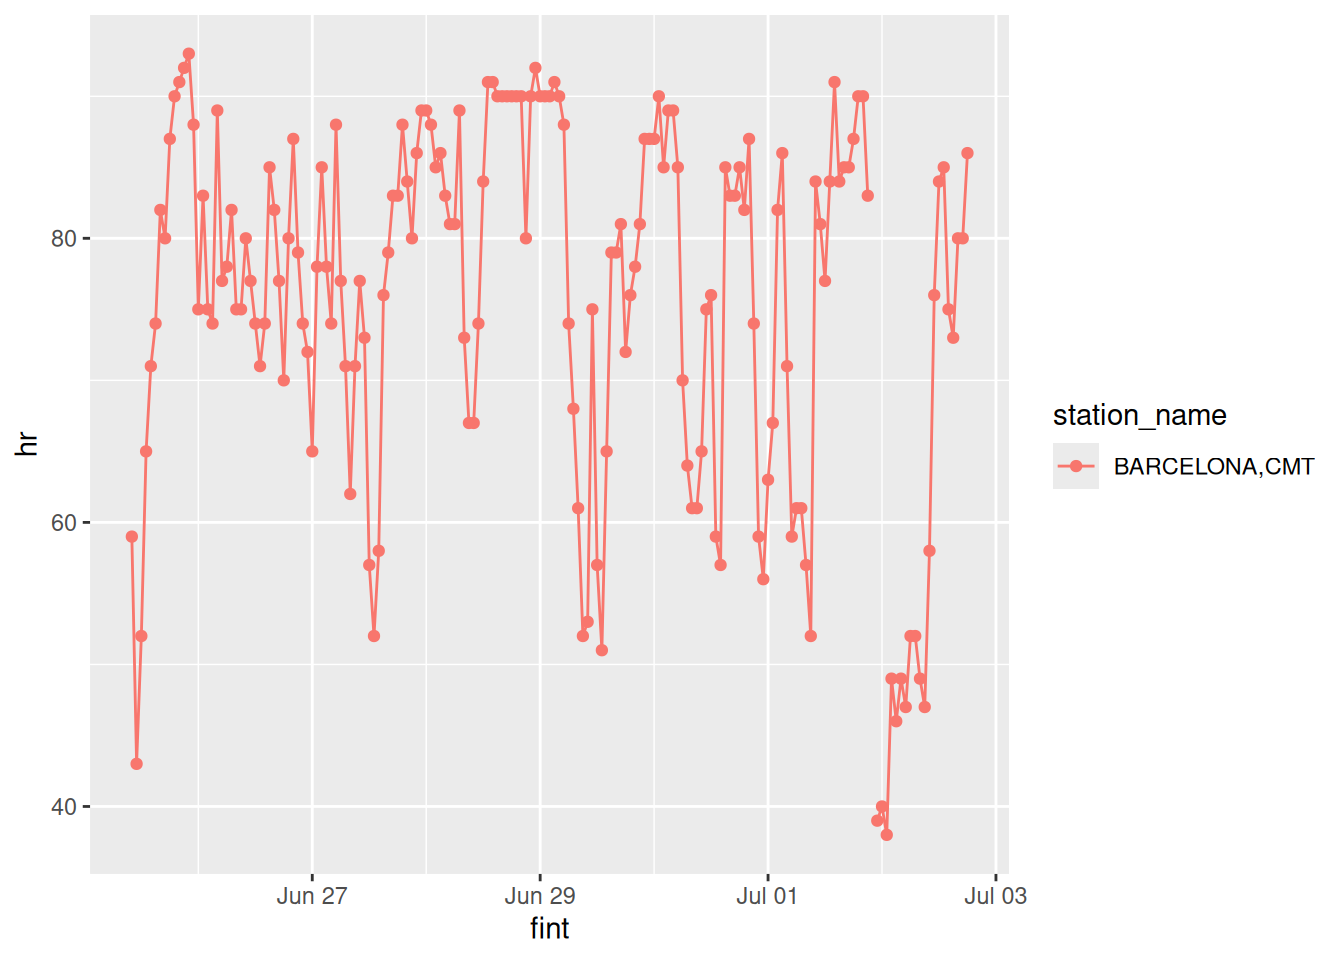 80
60
40
hr
Jun 27
Jun 29
Jul 01
Jul 03
fint
station_name
BARCELONA,CMT